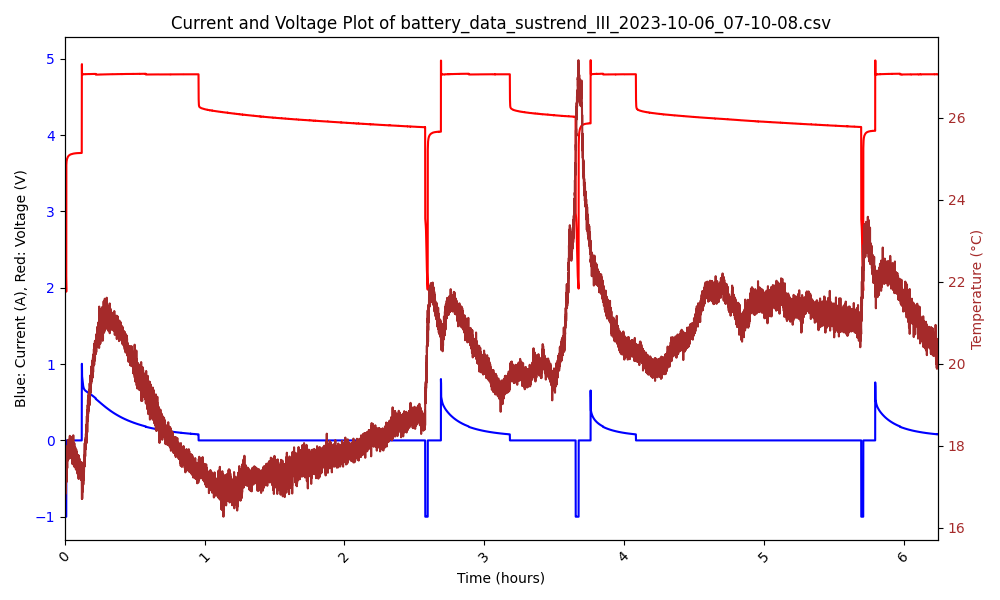 Current and Voltage Plot of battery_data_sustrend_III_2023-10-06_07-10-08.csv
Blue: Current (A), Red: Voltage (V)
5
4
3
2
1
0
−1
26
24
22
20
18
16
Temperature (°C)
0 1 2 3 4 5 6
Time (hours)